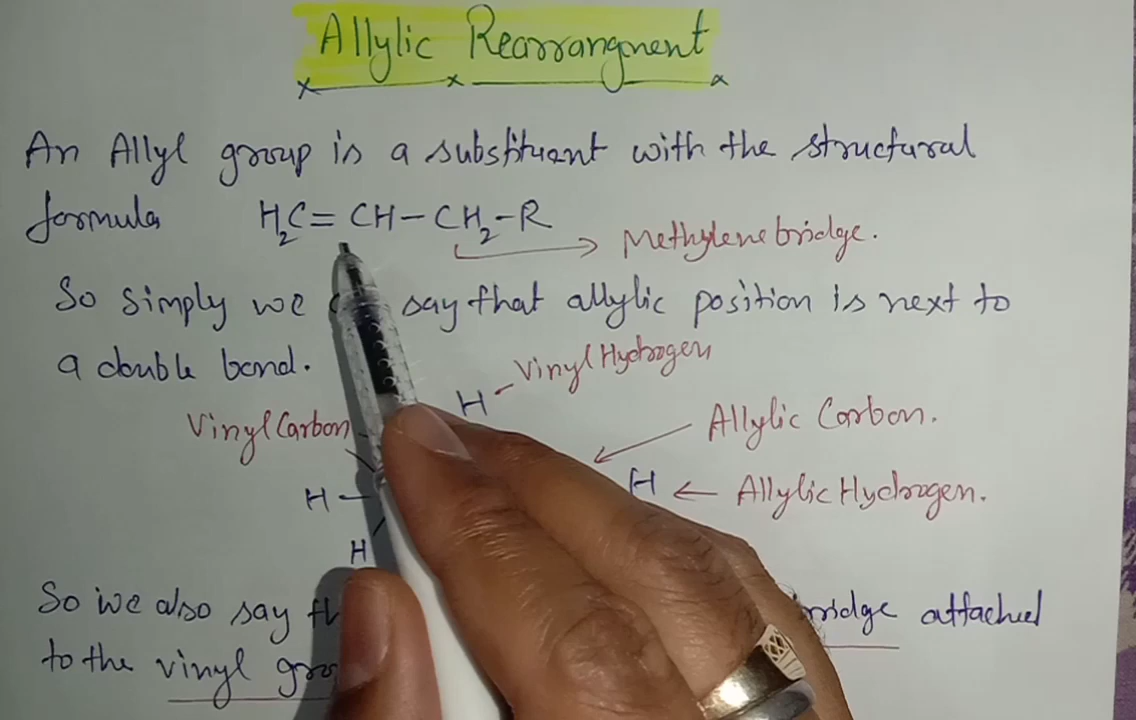 Allylic Rearrangment
An Allyl group is a substituent with the structural
formula H₂C=CH-CH₂-R
Methylene bridge.
So simply we say that allylic position is next to
a double bond.
Vinyl Hydrogen
H
Vinyl Carbon
Allylic Carbon.
H
H ← Allylic Hydrogen.
H
So we also say attached
to the vinyl